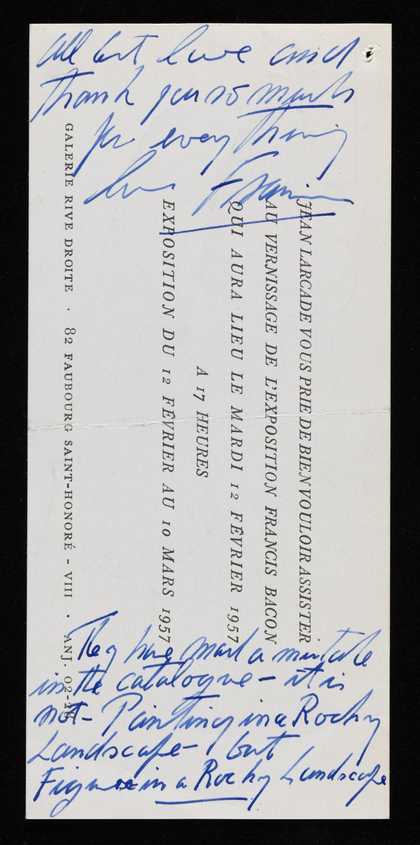 all best love and
thank you so much
for every thing
love Francis
JEAN LARCADE VOUS PRIE DE BIEN VOULOIR ASSISTER
AU VERNISSAGE DE L'EXPOSITION FRANCIS BACON
QUI AURA LIEU LE MARDI 12 FÉVRIER 1957
A 17 HEURES
EXPOSITION DU 12 FÉVRIER AU 10 MARS 1957
GALERIE RIVE DROITE · 82 FAUBOURG SAINT-HONORÉ - VIII · ANJ. 02-
They have made a mistake
in the catalogue - it is
not - Painting in a Rocky
Landscape - but
Figure in a Rocky Landscape